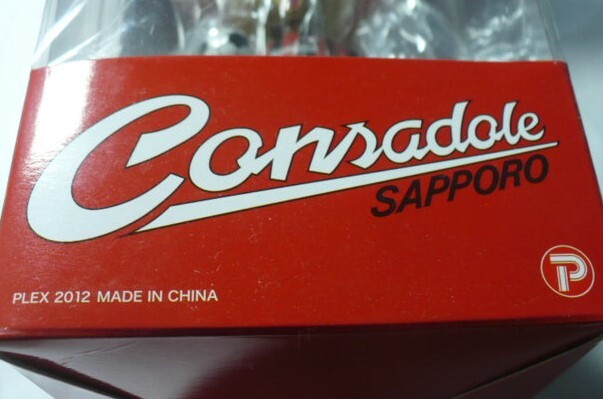 Consadole
SAPPORO
PLEX 2012 MADE IN CHINA
P